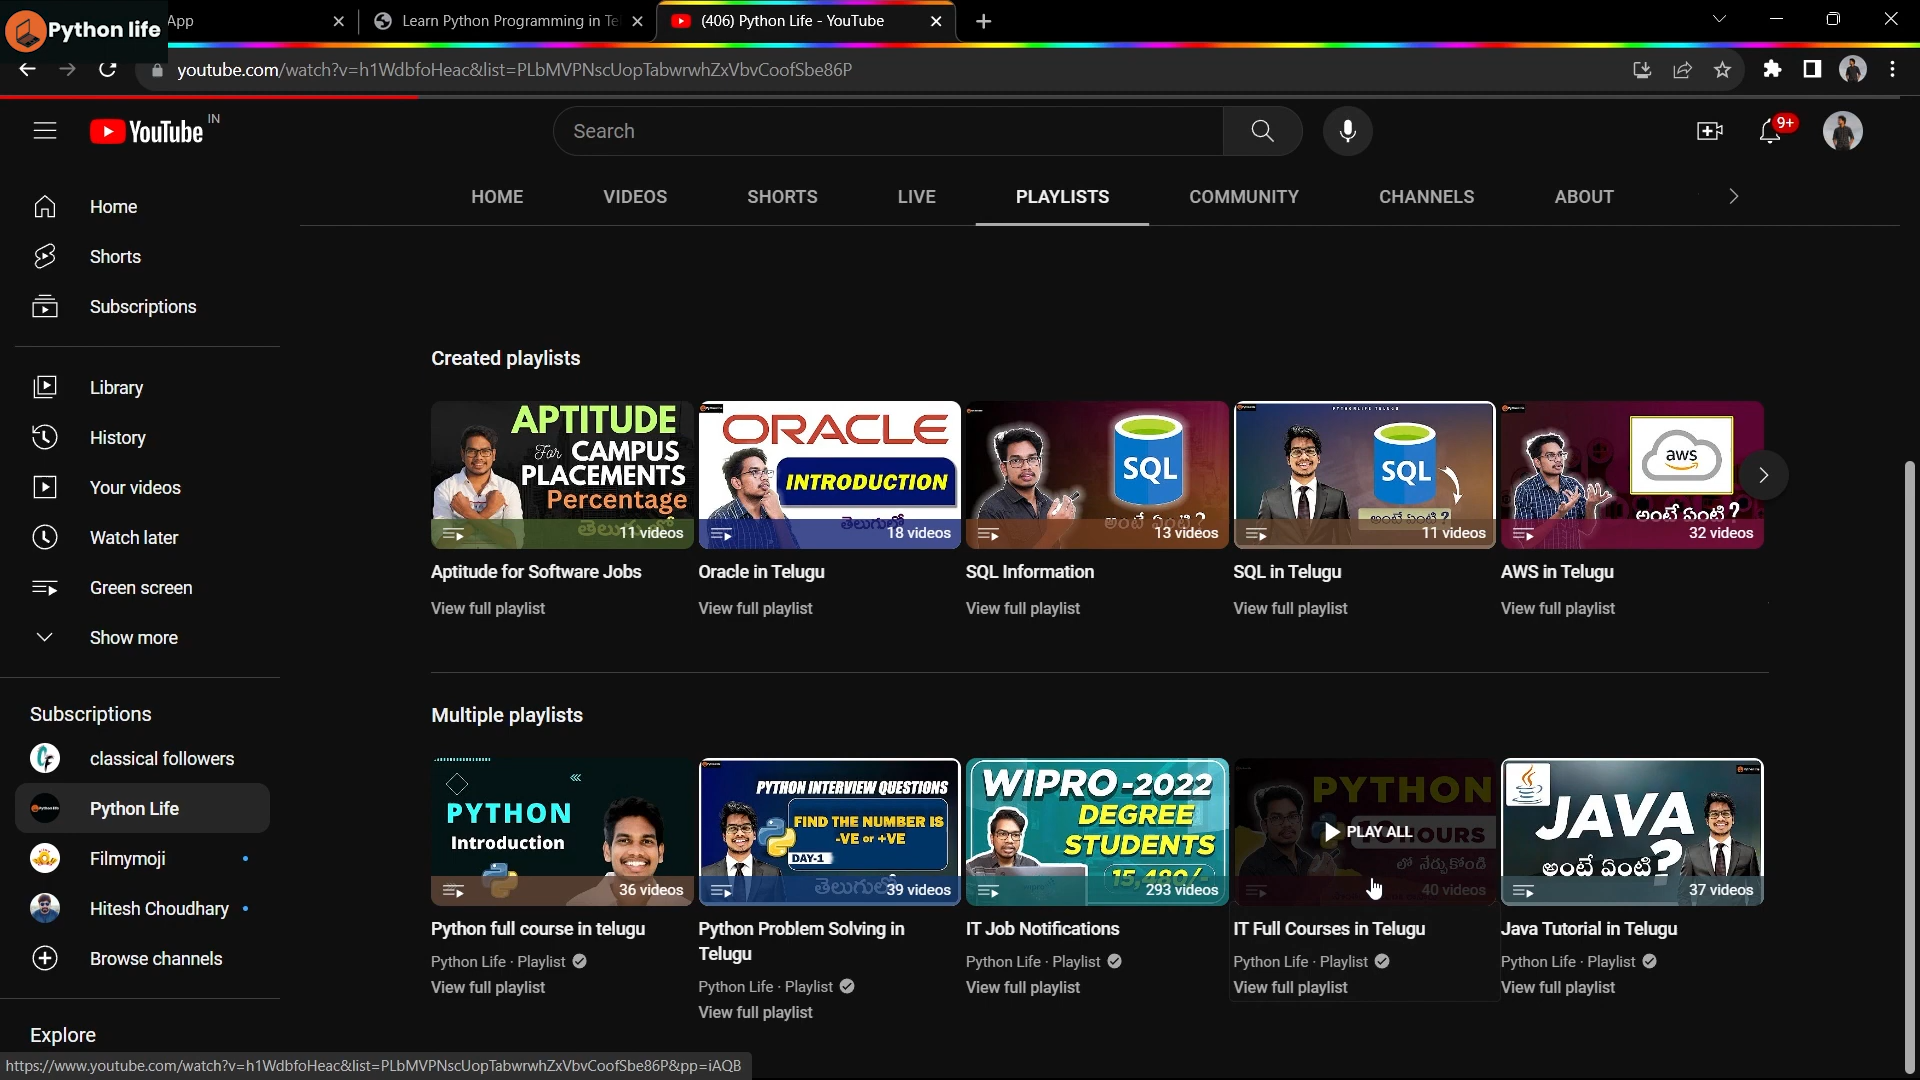 Python life
App
Learn Python Programming in Te
(406) Python Life - YouTube
youtube.com/watch?v=h1WdbfoHeac&list=PLbMVPNscUopTabwrwhZxVbvCoofSbe86P
YouTube IN
Search
9+
HOME
VIDEOS
SHORTS
LIVE
PLAYLISTS
COMMUNITY
CHANNELS
ABOUT
Home
Shorts
Subscriptions
Library
History
Your videos
Watch later
Green screen
Show more
Subscriptions
classical followers
Python Life
Filmymoji
Hitesh Choudhary
Browse channels
Explore
Created playlists
APTITUDE
For CAMPUS
PLACEMENTS
Percentage
తెలుగులో
11 videos
Aptitude for Software Jobs
View full playlist
ORACLE
INTRODUCTION
తెలుగులో
18 videos
Oracle in Telugu
View full playlist
SQL
అంటే ఏంటి ?
13 videos
SQL Information
View full playlist
PYTHONLIFE TELUGU
SQL
అంటే ఏంటి ?
11 videos
SQL in Telugu
View full playlist
aws
అంటే ఏంటి ?
32 videos
AWS in Telugu
View full playlist
Multiple playlists
PYTHON
Introduction
36 videos
Python full course in telugu
Python Life · Playlist
View full playlist
PYTHON INTERVIEW QUESTIONS
FIND THE NUMBER IS
-VE or +VE
DAY-1
తెలుగులో
39 videos
Python Problem Solving in
Telugu
Python Life · Playlist
View full playlist
WIPRO -2022
DEGREE
STUDENTS
15,480/-
293 videos
IT Job Notifications
Python Life · Playlist
View full playlist
PYTHON
PLAY ALL
HOURS
లో నేర్చుకోండి
40 videos
IT Full Courses in Telugu
Python Life · Playlist
View full playlist
JAVA
అంటే ఏంటి ?
37 videos
Java Tutorial in Telugu
Python Life · Playlist
View full playlist
https://www.youtube.com/watch?v=h1WdbfoHeac&list=PLbMVPNscUopTabwrwhZxVbvCoofSbe86P&pp=iAQB